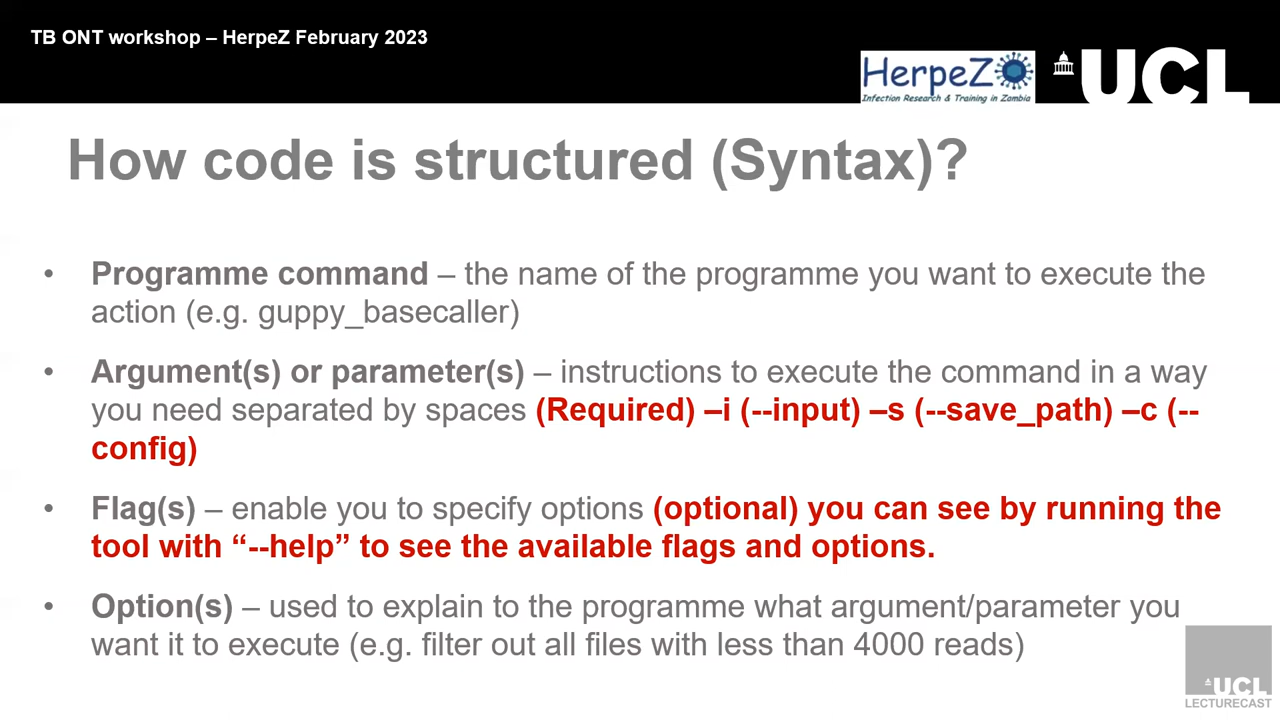 TB ONT workshop – HerpeZ February 2023
HerpeZ
Infection Research & Training in Zambia
UCL
How code is structured (Syntax)?
• Programme command – the name of the programme you want to execute the
action (e.g. guppy_basecaller)
• Argument(s) or parameter(s) – instructions to execute the command in a way
you need separated by spaces (Required) –i (--input) –s (--save_path) –c (--
config)
• Flag(s) – enable you to specify options (optional) you can see by running the
tool with “--help” to see the available flags and options.
• Option(s) – used to explain to the programme what argument/parameter you
want it to execute (e.g. filter out all files with less than 4000 reads)
UCL
LECTURECAST